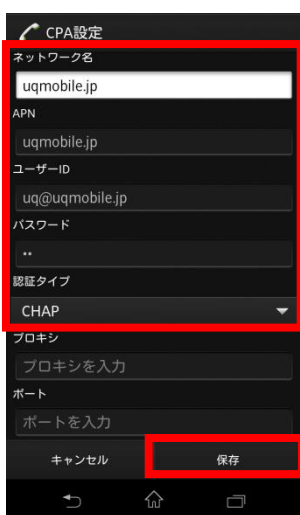 CPA設定
ネットワーク名
uqmobile.jp
APN
uqmobile.jp
ユーザーID
uq@uqmobile.jp
パスワード
••
認証タイプ
CHAP
プロキシ
プロキシを入力
ポート
ポートを入力
キャンセル 保存